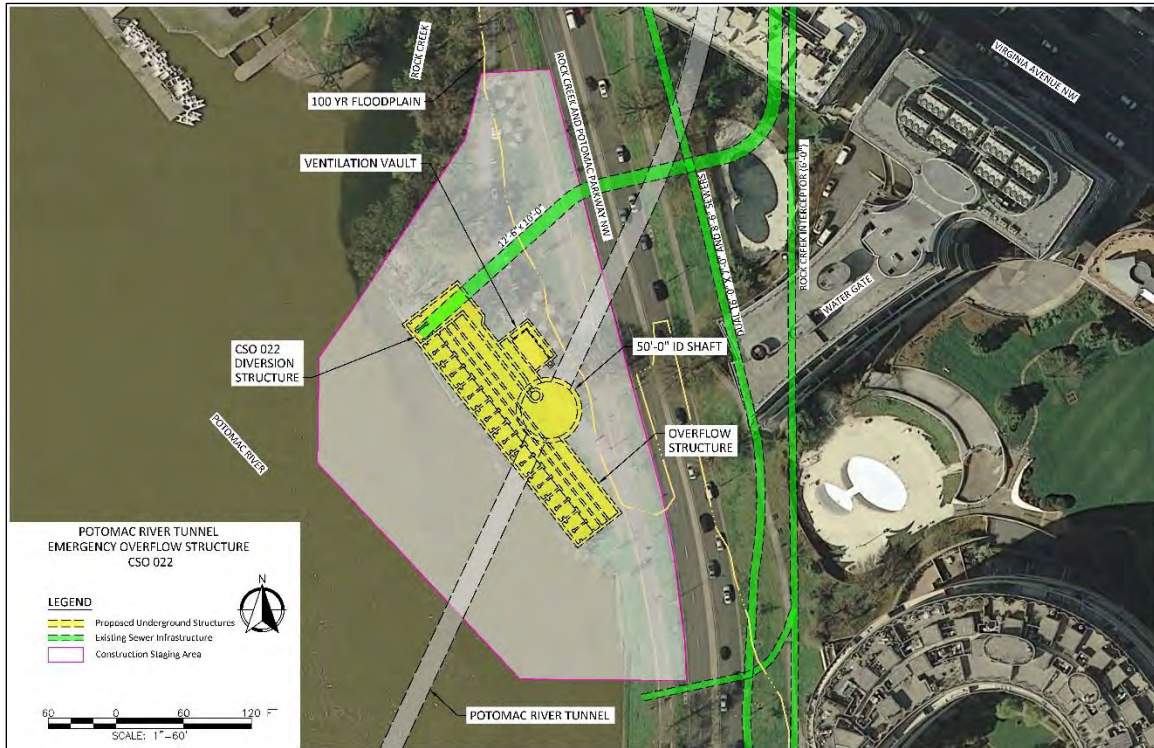 ROCK CREEK
100 YR FLOODPLAIN
ROCK CREEK AND POTOMAC PARKWAY NW
VIRGINIA AVENUE NW
VENTILATION VAULT
12'-6" x 10'-0"
DUAL 16'-0" X 7'-0" AND 8'-6" SEWERS
ROCK CREEK INTERCEPTOR (6'-0")
WATER GATE
50'-0" ID SHAFT
CSO 022
DIVERSION
STRUCTURE
OVERFLOW
STRUCTURE
POTOMAC RIVER
POTOMAC RIVER TUNNEL
EMERGENCY OVERFLOW STRUCTURE
CSO 022
N
LEGEND
Proposed Underground Structures
Existing Sewer Infrastructure
Construction Staging Area
60 0 60 120 F
SCALE: 1"-60'
POTOMAC RIVER TUNNEL